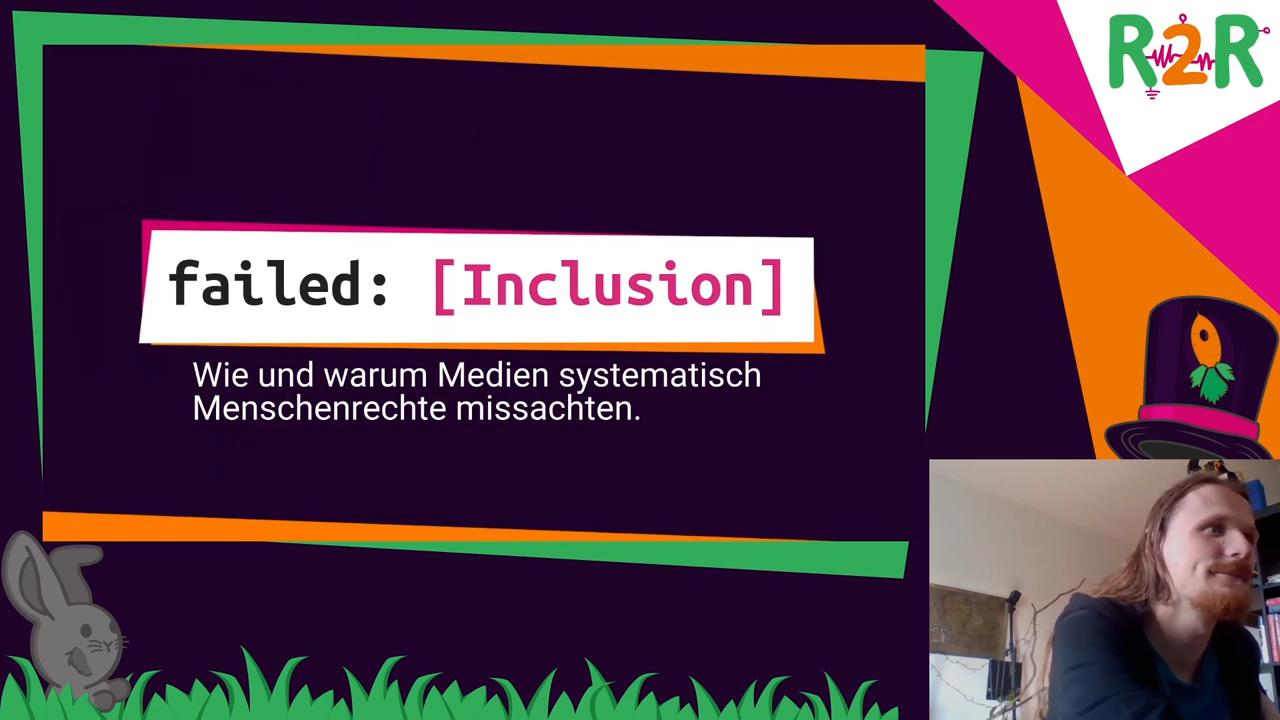 R2R
failed: [Inclusion]
Wie und warum Medien systematisch
Menschenrechte missachten.